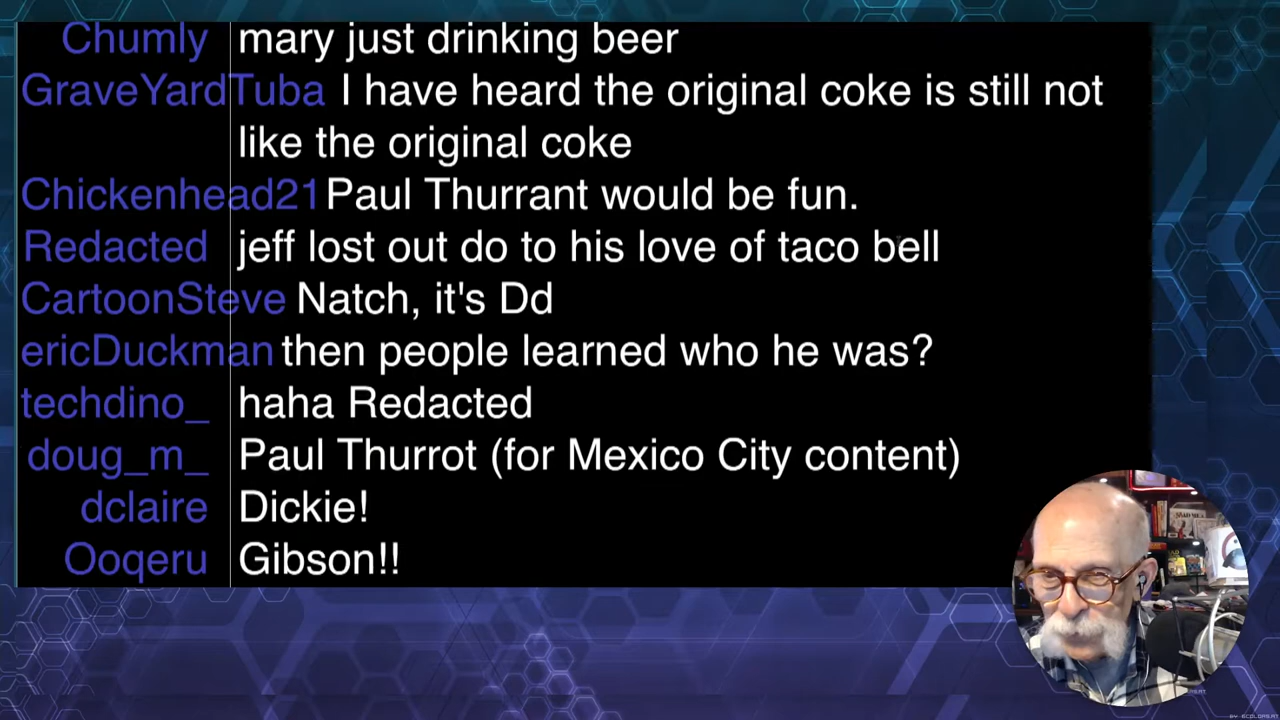 Chumly mary just drinking beer
GraveYardTuba I have heard the original coke is still not
like the original coke
Chickenhead21 Paul Thurrant would be fun.
Redacted jeff lost out do to his love of taco bell
CartoonSteve Natch, it's Dd
ericDuckman then people learned who he was?
techdino_ haha Redacted
doug_m_ Paul Thurrot (for Mexico City content)
dclaire Dickie!
Ooqeru Gibson!!